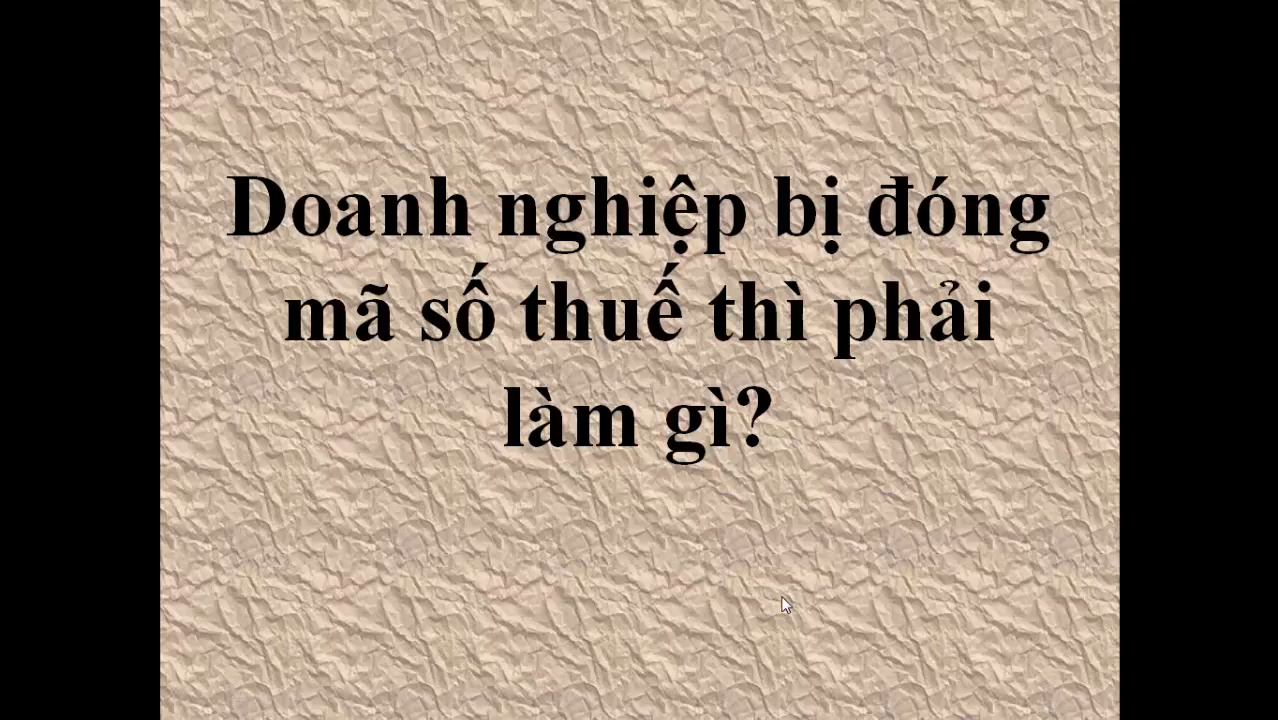 Doanh nghiệp bị đóng
mã số thuế thì phải
làm gì?